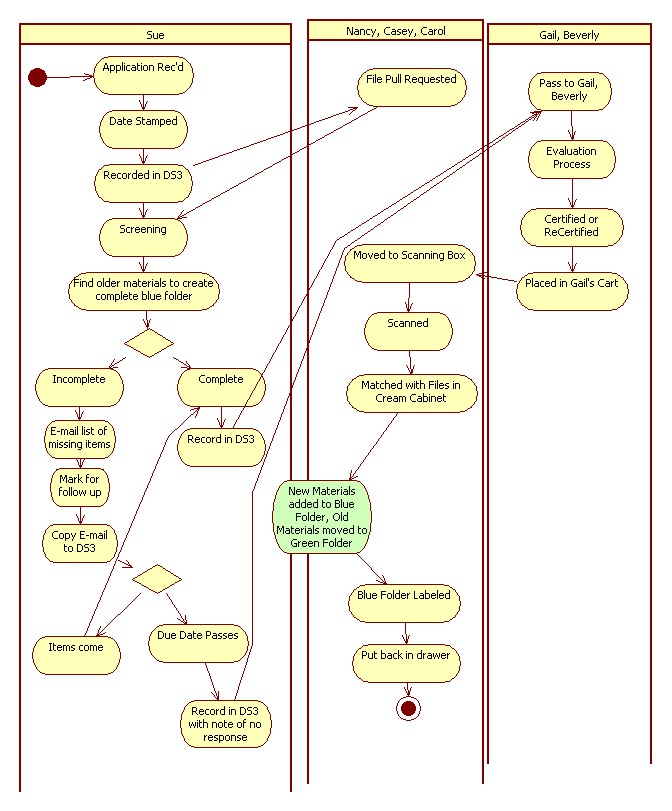 Sue
Nancy, Casey, Carol
Gail, Beverly
Application Rec'd
Date Stamped
Recorded in DS3
Screening
Find older materials to create
complete blue folder
Incomplete
Complete
E-mail list of
missing items
Record in DS3
Mark for
follow up
Copy E-mail
to DS3
Items come
Due Date Passes
Record in DS3
with note of no
response
File Pull Requested
Moved to Scanning Box
Scanned
Matched with Files in
Cream Cabinet
New Materials
added to Blue
Folder, Old
Materials moved to
Green Folder
Blue Folder Labeled
Put back in drawer
Pass to Gail,
Beverly
Evaluation
Process
Certified or
ReCertified
Placed in Gail's Cart